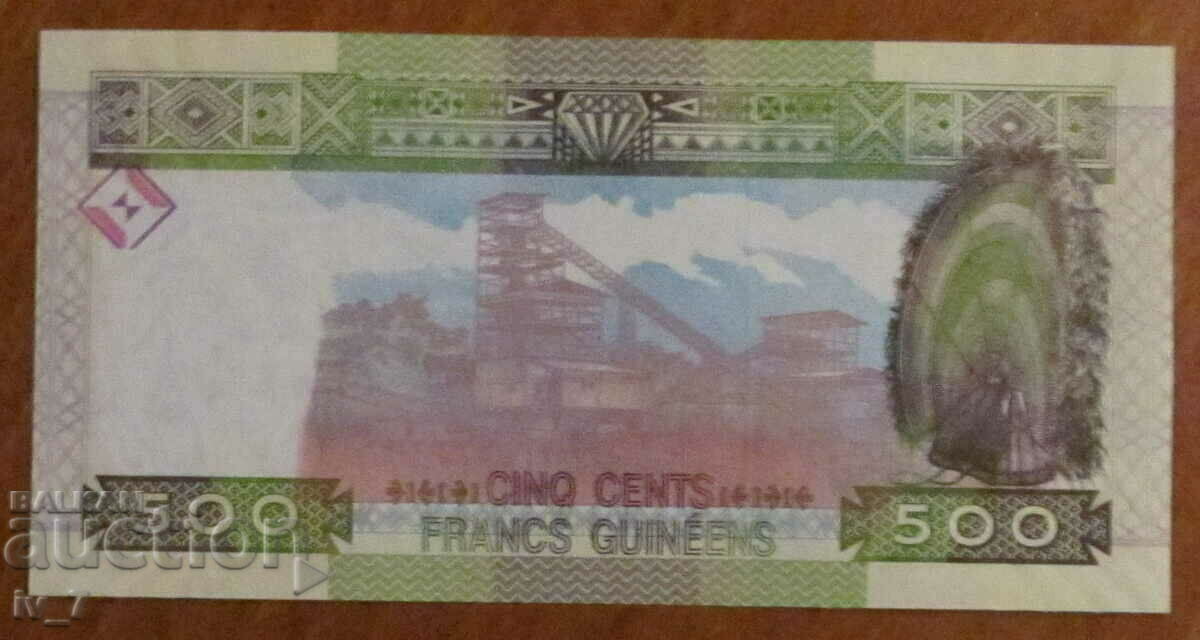 CINQ CENTS
FRANCS GUINÉENS
500
500
BALKAN
auction
iv_7